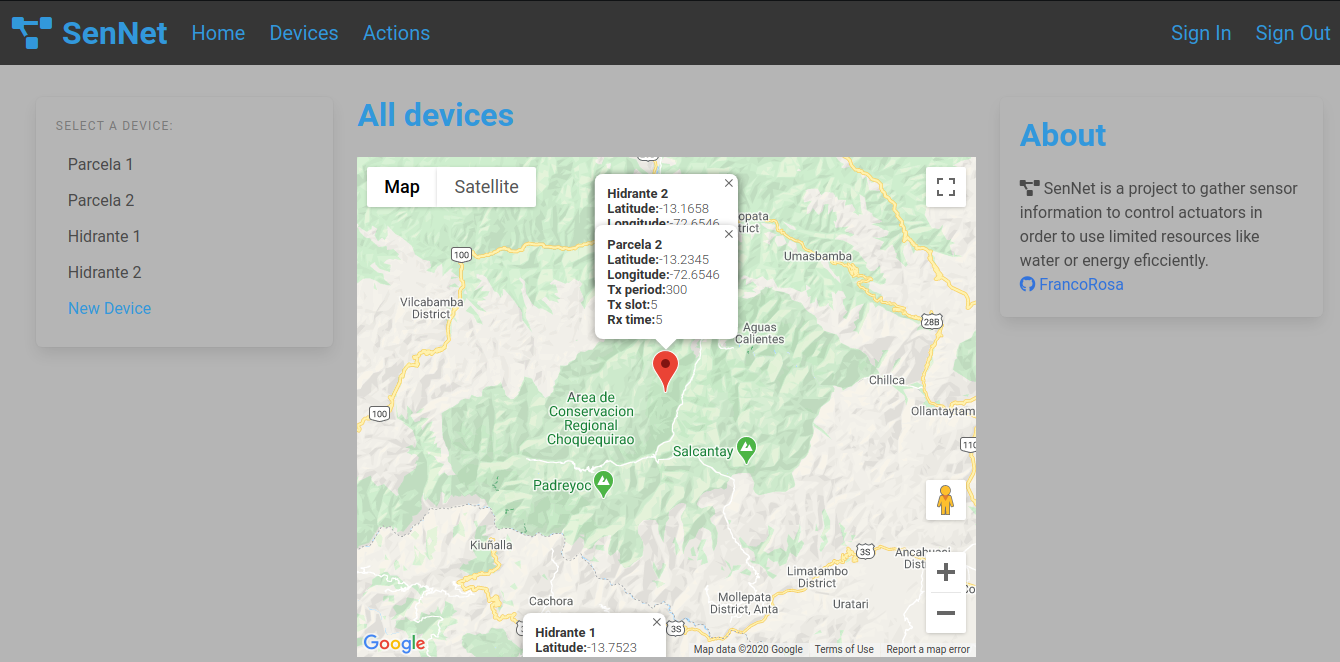 SenNet
Home
Devices
Actions
Sign In
Sign Out
SELECT A DEVICE:
Parcela 1
Parcela 2
Hidrante 1
Hidrante 2
New Device
All devices
Map
Satellite
Hidrante 2
Latitude:-13.1658
Longitude:-72.6546
Parcela 2
Latitude:-13.2345
Longitude:-72.6546
Tx period:300
Tx slot:5
Rx time:5
opata
trict
Umasbamba
100
Vilcabamba
District
28B
Aguas
Calientes
Chillca
Ollantaytam
100
Area de
Conservacion
Regional
Choquequirao
Salcantay
110
Padreyoc
Kiuñalla
3S
Ancahuasi
Dist
Limatambo
District
Cachora
Mollepata
District, Anta
Uratari
Co
3S
3S
Hidrante 1
Latitude:-13.7523
Google
Map data ©2020 Google
Terms of Use
Report a map error
About
SenNet is a project to gather sensor
information to control actuators in
order to use limited resources like
water or energy eficciently.
FrancoRosa